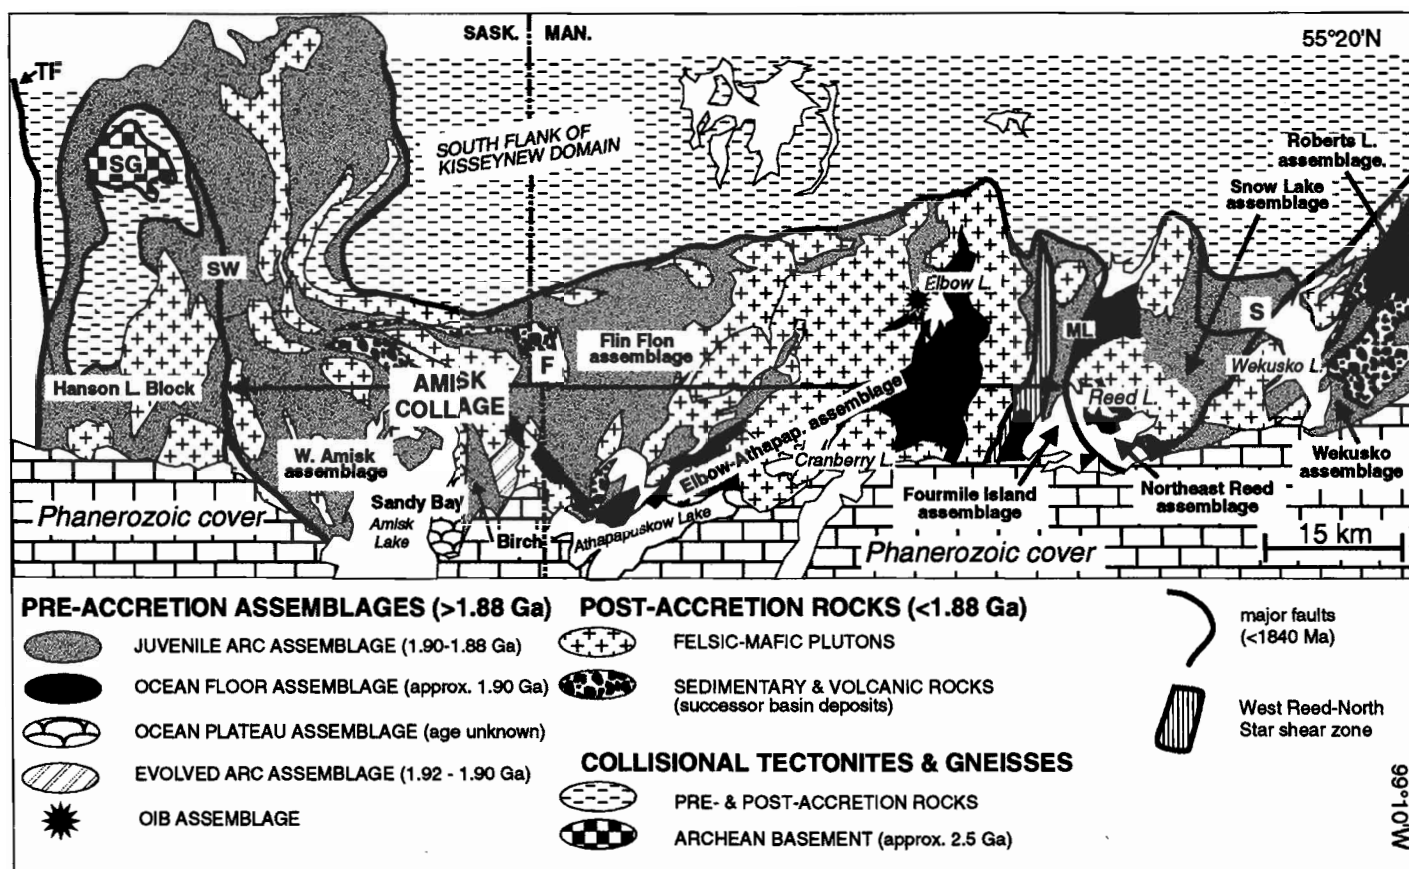 SASK. MAN.
55°20'N
TF
SOUTH FLANK OF
KISSEYNEW DOMAIN
Roberts L.
assemblage.
Snow Lake
assemblage
SG
SW
Elbow L.
S
ML
Flin Flon
assemblage
F
Wekusko L.
Hanson L. Block
AMISK
COLLAGE
Reed L.
Elbow-Athapap. assemblage
W. Amisk
assemblage
Cranberry L.
Wekusko
assemblage
Sandy Bay
Fourmile Island
assemblage
Northeast Reed
assemblage
Phanerozoic cover
Amisk
Lake
Birch
Athapapuskow Lake
Phanerozoic cover
15 km
PRE-ACCRETION ASSEMBLAGES (>1.88 Ga)
JUVENILE ARC ASSEMBLAGE (1.90-1.88 Ga)
OCEAN FLOOR ASSEMBLAGE (approx. 1.90 Ga)
OCEAN PLATEAU ASSEMBLAGE (age unknown)
EVOLVED ARC ASSEMBLAGE (1.92 - 1.90 Ga)
OIB ASSEMBLAGE
POST-ACCRETION ROCKS (<1.88 Ga)
FELSIC-MAFIC PLUTONS
SEDIMENTARY & VOLCANIC ROCKS
(successor basin deposits)
COLLISIONAL TECTONITES & GNEISSES
PRE- & POST-ACCRETION ROCKS
ARCHEAN BASEMENT (approx. 2.5 Ga)
major faults
(<1840 Ma)
West Reed-North
Star shear zone
99°10'W